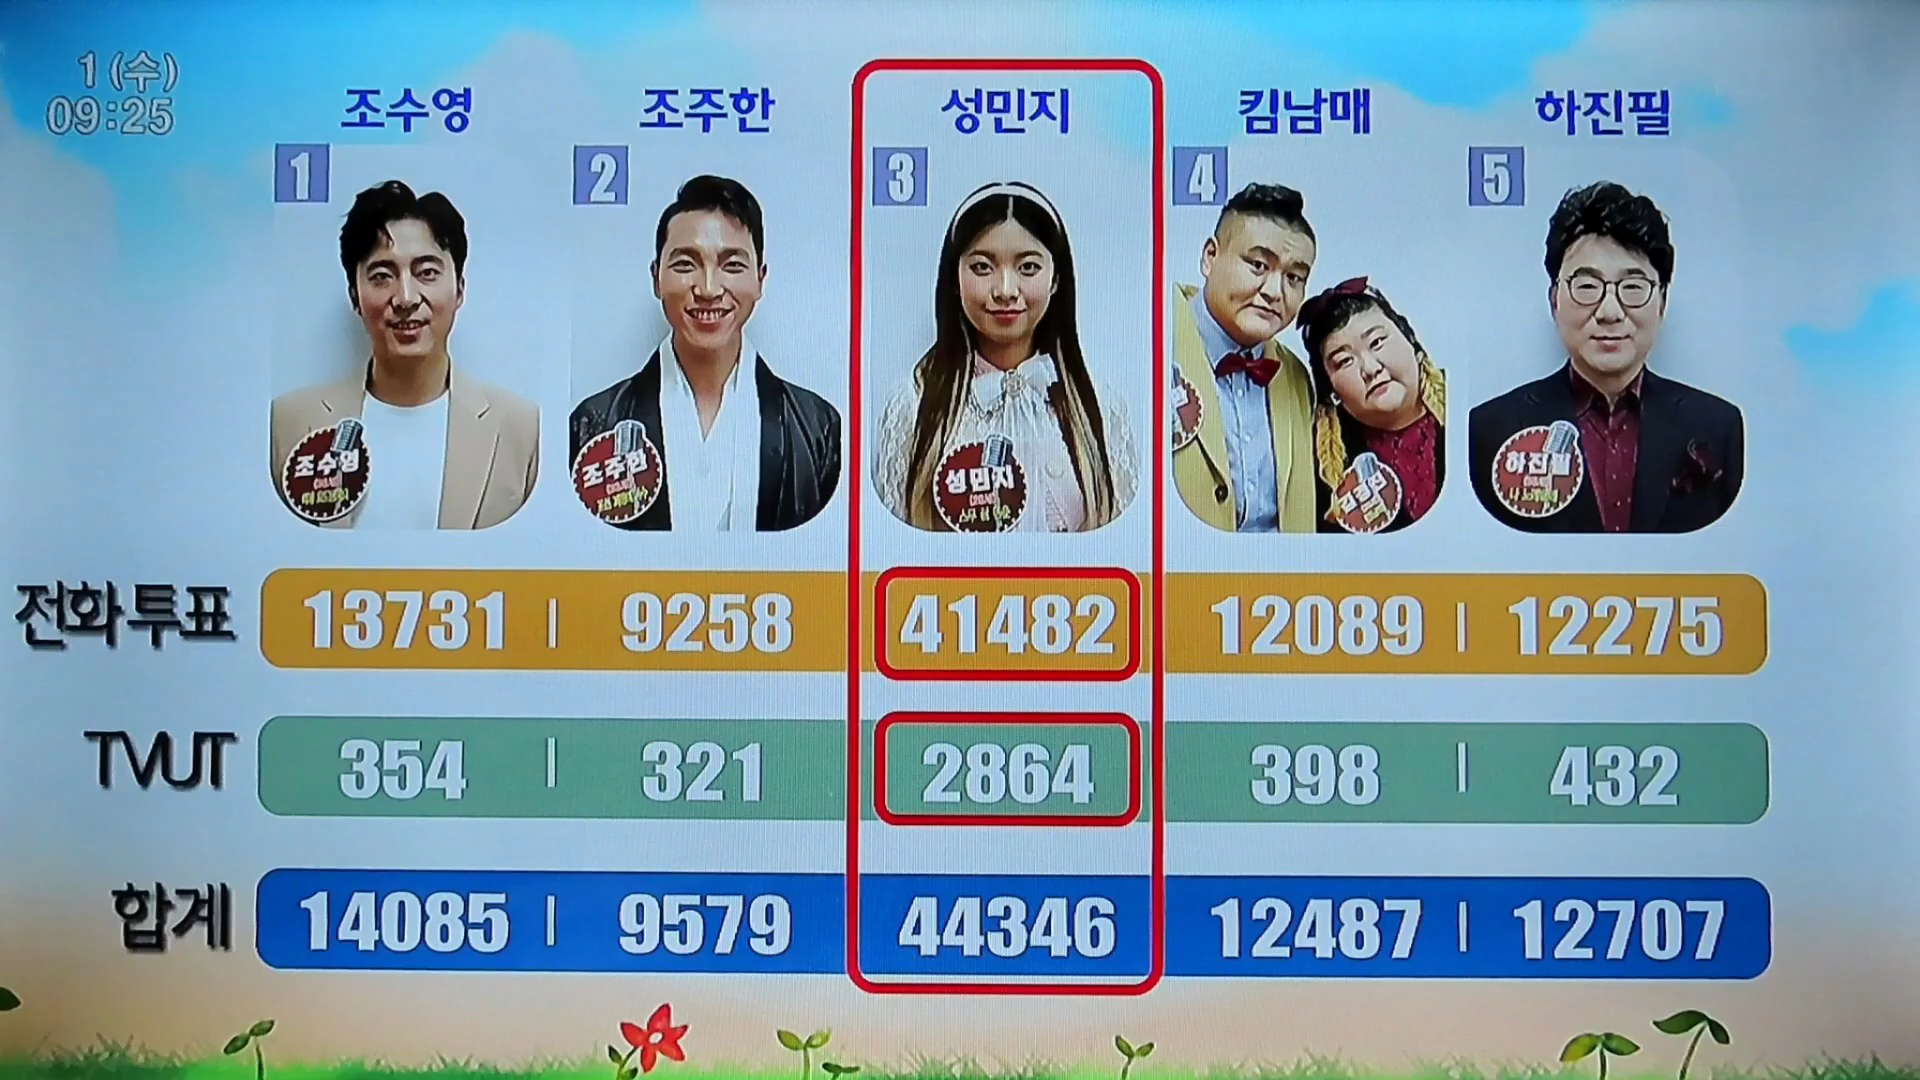 1 (수)
09:25
조수영 조주한 성민지 킴남매 하진필
1 2 3 4 5
조수영 조주한 성민지 하진필
전화투표 13731 9258 41482 12089 12275
TVUT 354 321 2864 398 432
합계 14085 9579 44346 12487 12707